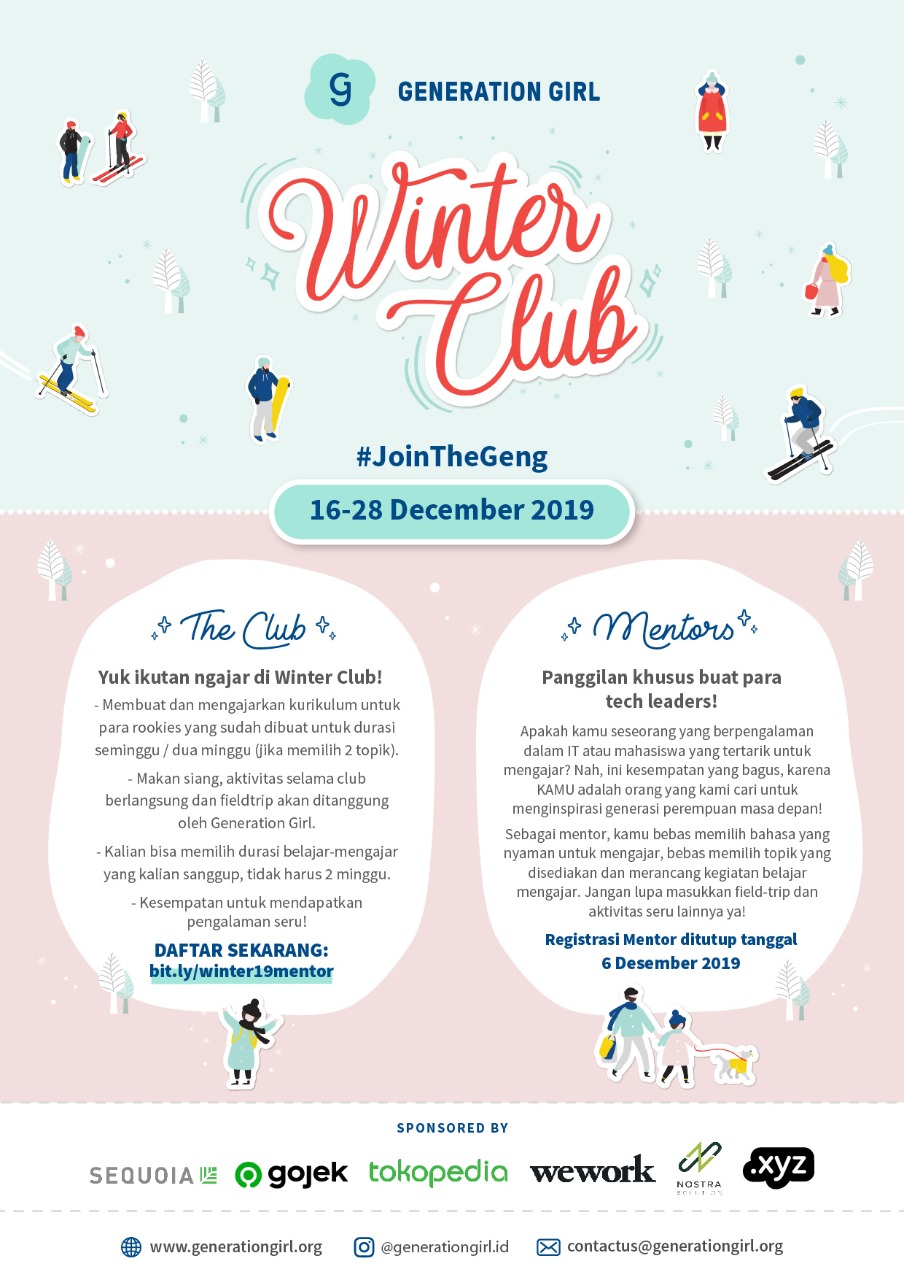 g
GENERATION GIRL
Winter
Club
#JoinTheGeng
16-28 December 2019
The Club
Yuk ikutan ngajar di Winter Club!
- Membuat dan mengajarkan kurikulum untuk
para rookies yang sudah dibuat untuk durasi
seminggu / dua minggu (jika memilih 2 topik).
- Makan siang, aktivitas selama club
berlangsung dan fieldtrip akan ditanggung
oleh Generation Girl.
- Kalian bisa memilih durasi belajar-mengajar
yang kalian sanggup, tidak harus 2 minggu.
- Kesempatan untuk mendapatkan
pengalaman seru!
DAFTAR SEKARANG:
bit.ly/winter19mentor
Mentors
Panggilan khusus buat para
tech leaders!
Apakah kamu seseorang yang berpengalaman
dalam IT atau mahasiswa yang tertarik untuk
mengajar? Nah, ini kesempatan yang bagus, karena
KAMU adalah orang yang kami cari untuk
menginspirasi generasi perempuan masa depan!
Sebagai mentor, kamu bebas memilih bahasa yang
nyaman untuk mengajar, bebas memilih topik yang
disediakan dan merancang kegiatan belajar
mengajar. Jangan lupa masukkan field-trip dan
aktivitas seru lainnya ya!
Registrasi Mentor ditutup tanggal
6 Desember 2019
SPONSORED BY
SEQUOIA
gojek
tokopedia
wework
NOSTRA
SOLUTION
.xyz
www.generationgirl.org
@generationgirl.id
contactus@generationgirl.org